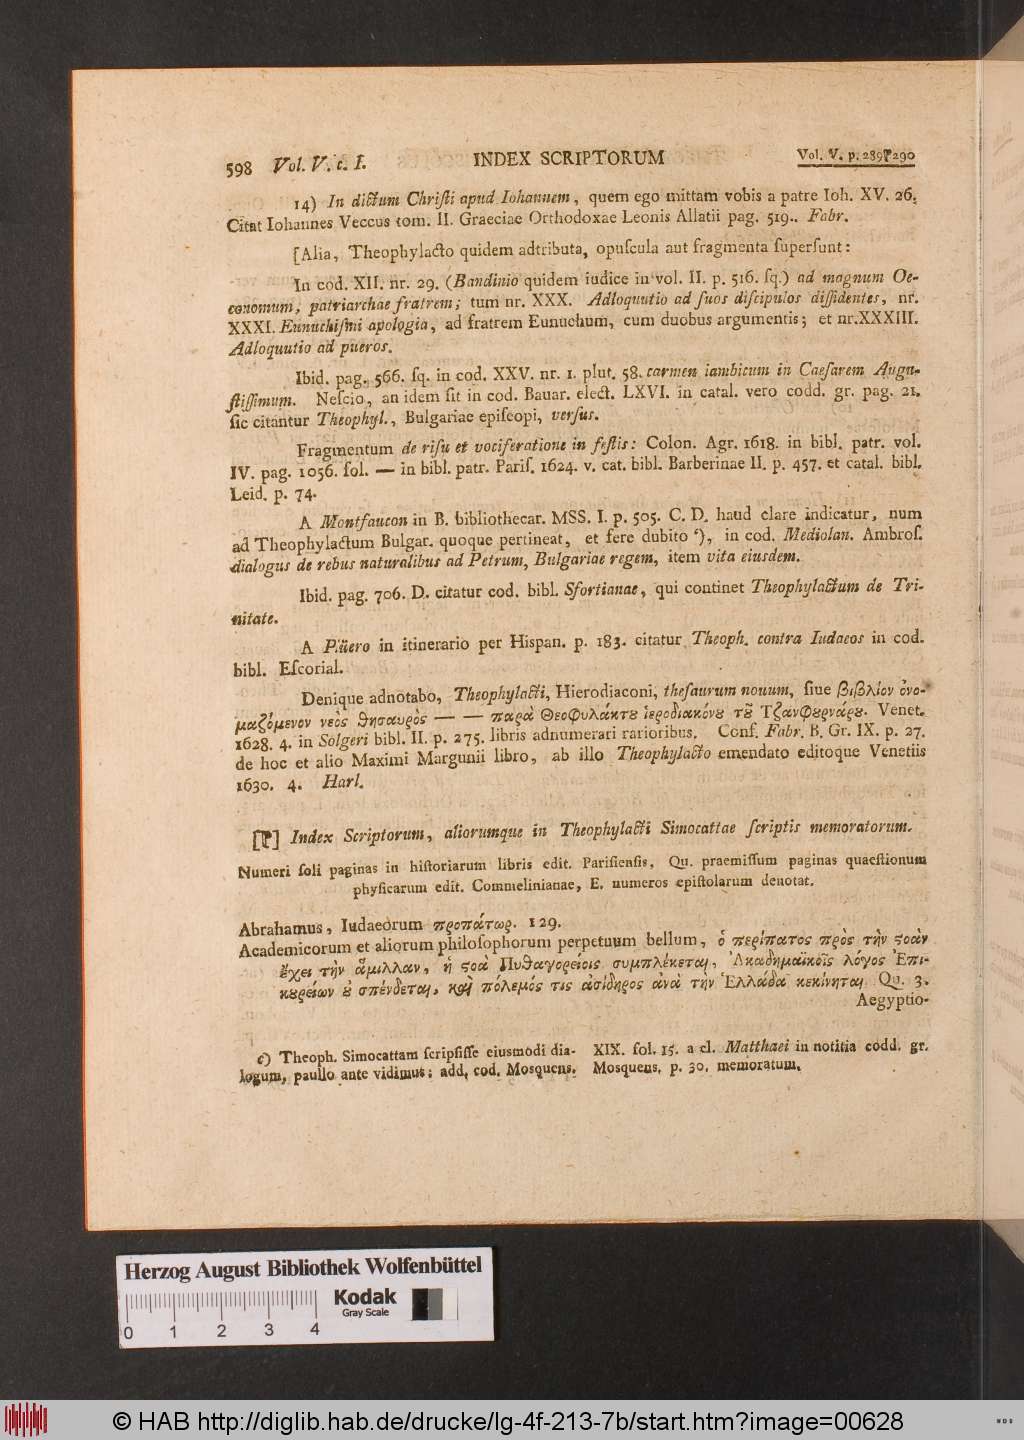 598 Vol. V. c. I. INDEX SCRIPTORUM Vol. V. p. 289⁋290
14) In dictum Chriſti apud Iohannem, quem ego mittam vobis a patre Ioh. XV. 26.
Citat Iohannes Veccus tom. II. Graeciae Orthodoxae Leonis Allatii pag. 519.. Fabr.
[Alia, Theophylacto quidem adtributa, opuſcula aut fragmenta ſuperſunt:
In cod. XII. nr. 29. (Bandinio quidem iudice in vol. II. p. 516. ſq.) ad magnum Oe-
conomum, patriarchae fratrem; tum nr. XXX. Adloquutio ad ſuos diſcipulos diſſidentes, nr.
XXXI. Eunuchiſmi apologia, ad fratrem Eunuchum, cum duobus argumentis; et nr. XXXIII.
Adloquutio ad pueros.
Ibid. pag. 566. ſq. in cod. XXV. nr. 1. plut. 58. carmen iambicum in Caeſarem Augu-
ſtiſſimum. Neſcio, an idem ſit in cod. Bauar. elect. LXVI. in catal. vero codd. gr. pag. 21.
ſic citantur Theophyl., Bulgariae epiſcopi, verſus.
Fragmentum de riſu et vociferatione in feſtis: Colon. Agr. 1618. in bibl. patr. vol.
IV. pag. 1056. ſol. — in bibl. patr. Pariſ. 1624. v. cat. bibl. Barberinae II. p. 457. et catal. bibl.
Leid. p. 74.
A Montfaucon in B. bibliothecar. MSS. I. p. 505. C. D. haud clare indicatur, num
ad Theophylactum Bulgar. quoque pertineat, et fere dubito ᶜ), in cod. Mediolan. Ambroſ.
dialogus de rebus naturalibus ad Petrum, Bulgariae regem, item vita eiusdem.
Ibid. pag. 706. D. citatur cod. bibl. Sfortianae, qui continet Theophylactum de Tri-
nitate.
A Plüero in itinerario per Hispan. p. 183. citatur Theoph. contra Iudaeos in cod.
bibl. Eſcorial.
Denique adnotabo, Theophylacti, Hierodiaconi, theſaurum nouum, ſiue βιβλίον ὀνο-
μαζόμενον νεὸς θησαυρὸς — — παρὰ Θεοφυλάκτȣ ἱεροδιακόνȣ τȣ͂ Τζανφȣρνάρȣ. Venet.
1628. 4. in Solgeri bibl. II. p. 275. libris adnumerari rarioribus. Conf. Fabr. B. Gr. IX. p. 27.
de hoc et alio Maximi Margunii libro, ab illo Theophylacto emendato editoque Venetiis
1630. 4. Harl.
[⁋] Index Scriptorum, aliorumque in Theophylacti Simocattae ſcriptis memoratorum.
Numeri ſoli paginas in hiſtoriarum libris edit. Pariſienſis, Qu. praemiſſum paginas quaeſtionum
phyſicarum edit. Commelinianae, E. numeros epiſtolarum denotat.
Abrahamus, Iudaeorum προπάτωρ. 129.
Academicorum et aliorum philoſophorum perpetuum bellum, ὁ περίπατος πρὸς τὴν ϛοὰν
ἔχει τὴν ἅμιλλαν, ἡ ϛοὰ Πυθαγορείοις συμπλέκεται, Ἀκαδημαϊκοῖς λόγος Ἐπι-
κȣρείων ȣ̓ σπένδεται, καὶ πόλεμός τις ἀσίδηρος ἀνὰ τὴν Ἑλλάδα κεκίνηται Qu. 3.
Aegyptio-
c) Theoph. Simocattam ſcripſiſſe eiusmodi dia-
logum, paullo ante vidimus; add. cod. Mosquens.
XIX. fol. 15. a cl. Matthaei in notitia codd. gr.
Mosquens. p. 30. memoratum.
Herzog August Bibliothek Wolfenbüttel
Kodak
Gray Scale
0 1 2 3 4
© HAB http://diglib.hab.de/drucke/lg-4f-213-7b/start.htm?image=00628